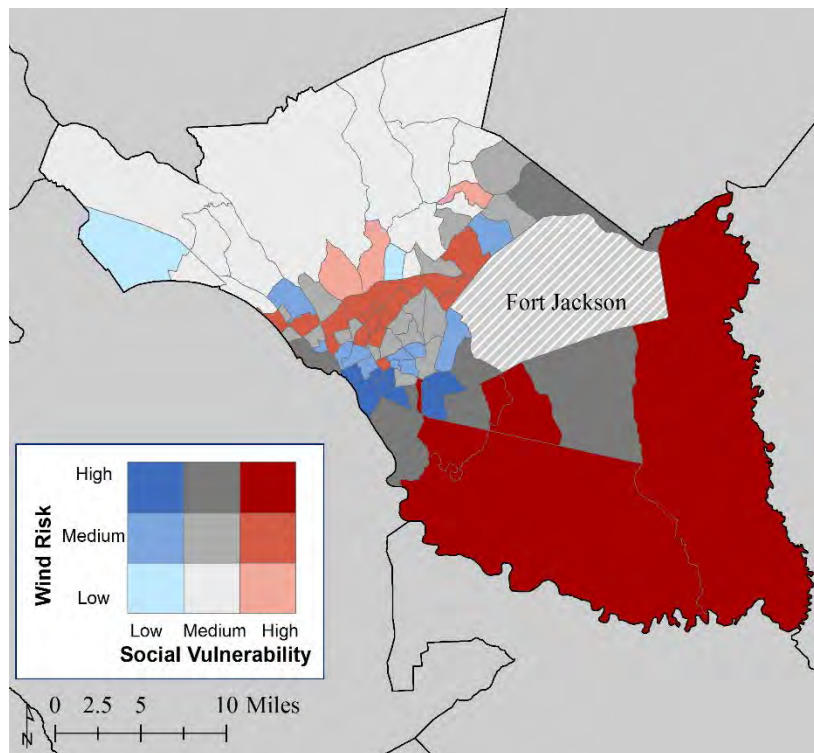 Fort Jackson
High
Medium
Low
Wind Risk
Low Medium High
Social Vulnerability
0 2.5 5 10 Miles
N